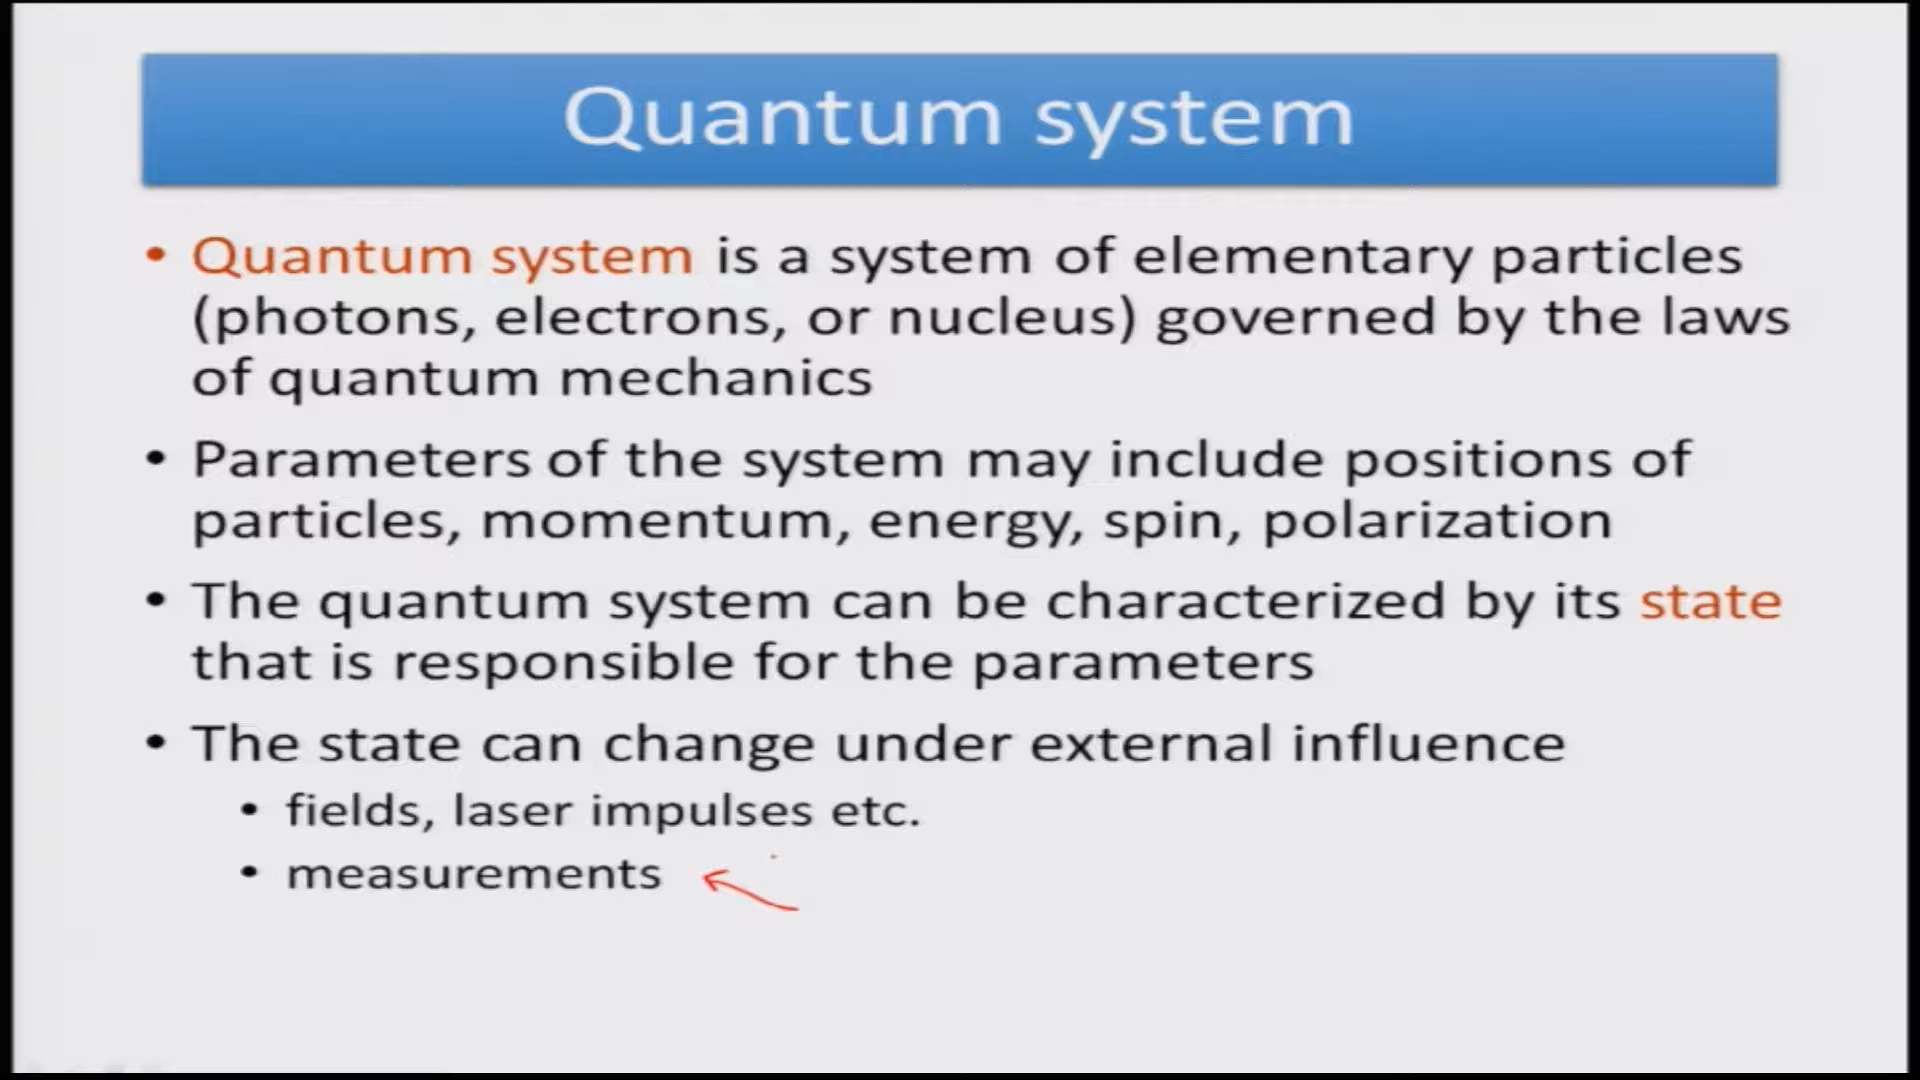 Quantum system
• Quantum system is a system of elementary particles
(photons, electrons, or nucleus) governed by the laws
of quantum mechanics
• Parameters of the system may include positions of
particles, momentum, energy, spin, polarization
• The quantum system can be characterized by its state
that is responsible for the parameters
• The state can change under external influence
• fields, laser impulses etc.
• measurements